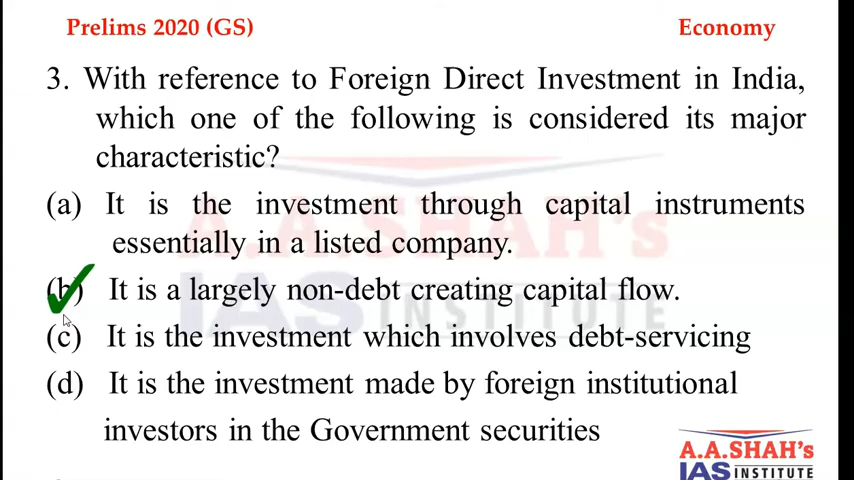 Prelims 2020 (GS) Economy
3. With reference to Foreign Direct Investment in India,
which one of the following is considered its major
characteristic?
(a) It is the investment through capital instruments
essentially in a listed company.
(b) It is a largely non-debt creating capital flow.
(c) It is the investment which involves debt-servicing
(d) It is the investment made by foreign institutional
investors in the Government securities
A.A.SHAH's
IAS INSTITUTE
A.A.SHAH's
IAS INSTITUTE